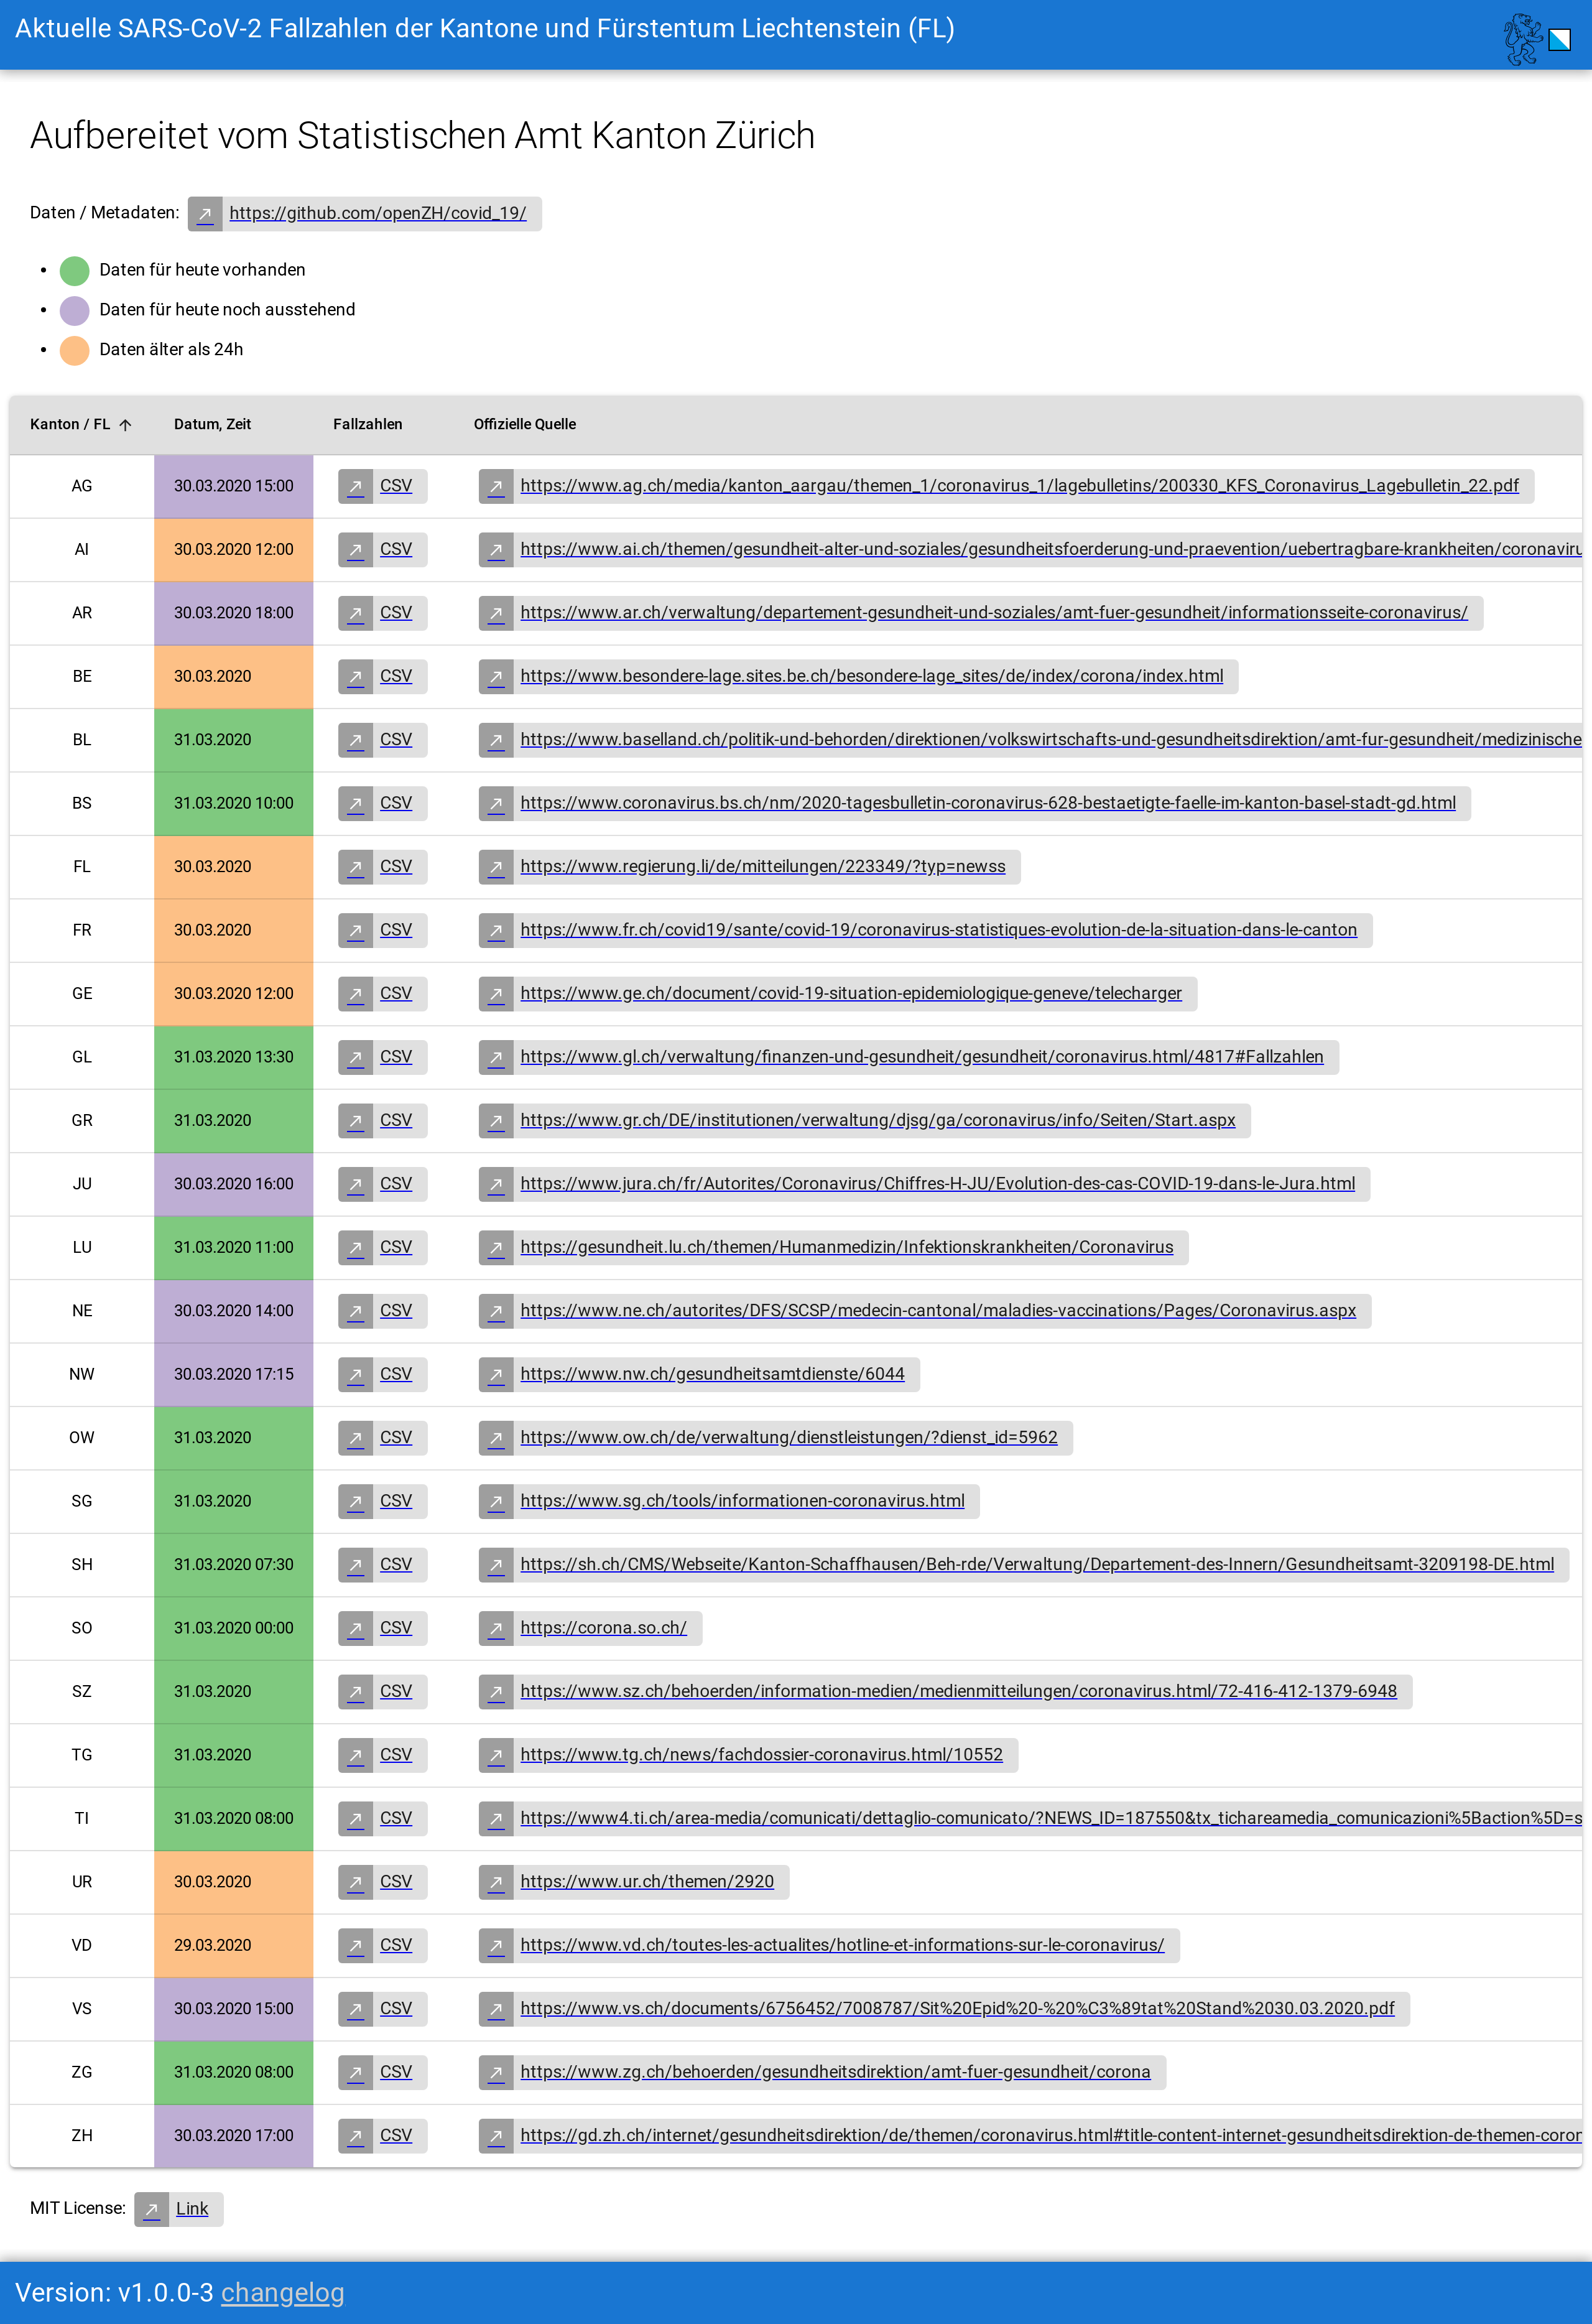 Aktuelle SARS-CoV-2 Fallzahlen der Kantone und Fürstentum Liechtenstein (FL)
Aufbereitet vom Statistischen Amt Kanton Zürich
Daten / Metadaten: https://github.com/openZH/covid_19/
Daten für heute vorhanden
Daten für heute noch ausstehend
Daten älter als 24h
Kanton / FL Datum, Zeit Fallzahlen Offizielle Quelle
AG 30.03.2020 15:00 CSV https://www.ag.ch/media/kanton_aargau/themen_1/coronavirus_1/lagebulletins/200330_KFS_Coronavirus_Lagebulletin_22.pdf
AI 30.03.2020 12:00 CSV https://www.ai.ch/themen/gesundheit-alter-und-soziales/gesundheitsfoerderung-und-praevention/uebertragbare-krankheiten/coronaviru
AR 30.03.2020 18:00 CSV https://www.ar.ch/verwaltung/departement-gesundheit-und-soziales/amt-fuer-gesundheit/informationsseite-coronavirus/
BE 30.03.2020 CSV https://www.besondere-lage.sites.be.ch/besondere-lage_sites/de/index/corona/index.html
BL 31.03.2020 CSV https://www.baselland.ch/politik-und-behorden/direktionen/volkswirtschafts-und-gesundheitsdirektion/amt-fur-gesundheit/medizinische
BS 31.03.2020 10:00 CSV https://www.coronavirus.bs.ch/nm/2020-tagesbulletin-coronavirus-628-bestaetigte-faelle-im-kanton-basel-stadt-gd.html
FL 30.03.2020 CSV https://www.regierung.li/de/mitteilungen/223349/?typ=newss
FR 30.03.2020 CSV https://www.fr.ch/covid19/sante/covid-19/coronavirus-statistiques-evolution-de-la-situation-dans-le-canton
GE 30.03.2020 12:00 CSV https://www.ge.ch/document/covid-19-situation-epidemiologique-geneve/telecharger
GL 31.03.2020 13:30 CSV https://www.gl.ch/verwaltung/finanzen-und-gesundheit/gesundheit/coronavirus.html/4817#Fallzahlen
GR 31.03.2020 CSV https://www.gr.ch/DE/institutionen/verwaltung/djsg/ga/coronavirus/info/Seiten/Start.aspx
JU 30.03.2020 16:00 CSV https://www.jura.ch/fr/Autorites/Coronavirus/Chiffres-H-JU/Evolution-des-cas-COVID-19-dans-le-Jura.html
LU 31.03.2020 11:00 CSV https://gesundheit.lu.ch/themen/Humanmedizin/Infektionskrankheiten/Coronavirus
NE 30.03.2020 14:00 CSV https://www.ne.ch/autorites/DFS/SCSP/medecin-cantonal/maladies-vaccinations/Pages/Coronavirus.aspx
NW 30.03.2020 17:15 CSV https://www.nw.ch/gesundheitsamtdienste/6044
OW 31.03.2020 CSV https://www.ow.ch/de/verwaltung/dienstleistungen/?dienst_id=5962
SG 31.03.2020 CSV https://www.sg.ch/tools/informationen-coronavirus.html
SH 31.03.2020 07:30 CSV https://sh.ch/CMS/Webseite/Kanton-Schaffhausen/Beh-rde/Verwaltung/Departement-des-Innern/Gesundheitsamt-3209198-DE.html
SO 31.03.2020 00:00 CSV https://corona.so.ch/
SZ 31.03.2020 CSV https://www.sz.ch/behoerden/information-medien/medienmitteilungen/coronavirus.html/72-416-412-1379-6948
TG 31.03.2020 CSV https://www.tg.ch/news/fachdossier-coronavirus.html/10552
TI 31.03.2020 08:00 CSV https://www4.ti.ch/area-media/comunicati/dettaglio-comunicato/?NEWS_ID=187550&tx_tichareamedia_comunicazioni%5Baction%5D=s
UR 30.03.2020 CSV https://www.ur.ch/themen/2920
VD 29.03.2020 CSV https://www.vd.ch/toutes-les-actualites/hotline-et-informations-sur-le-coronavirus/
VS 30.03.2020 15:00 CSV https://www.vs.ch/documents/6756452/7008787/Sit%20Epid%20-%20%C3%89tat%20Stand%2030.03.2020.pdf
ZG 31.03.2020 08:00 CSV https://www.zg.ch/behoerden/gesundheitsdirektion/amt-fuer-gesundheit/corona
ZH 30.03.2020 17:00 CSV https://gd.zh.ch/internet/gesundheitsdirektion/de/themen/coronavirus.html#title-content-internet-gesundheitsdirektion-de-themen-coron
MIT License: Link
Version: v1.0.0-3 changelog